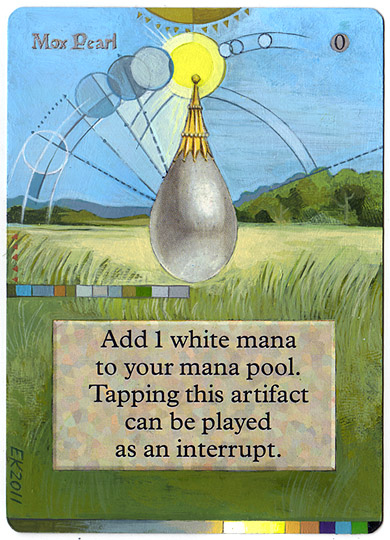 Mox Pearl
0
Add 1 white mana
to your mana pool.
Tapping this artifact
can be played
as an interrupt.
EK2011